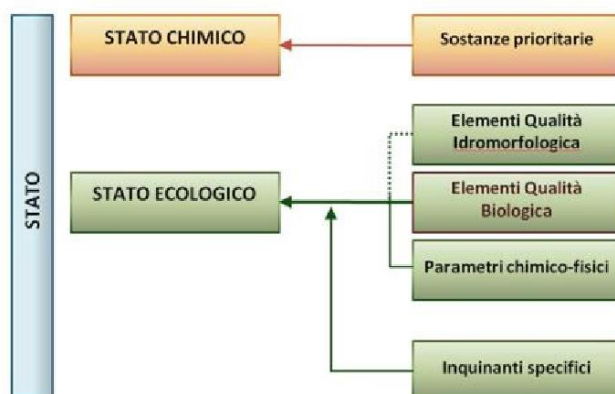 STATO
STATO CHIMICO
Sostanze prioritarie
Elementi Qualità
Idromorfologica
STATO ECOLOGICO
Elementi Qualità
Biologica
Parametri chimico-fisici
Inquinanti specifici